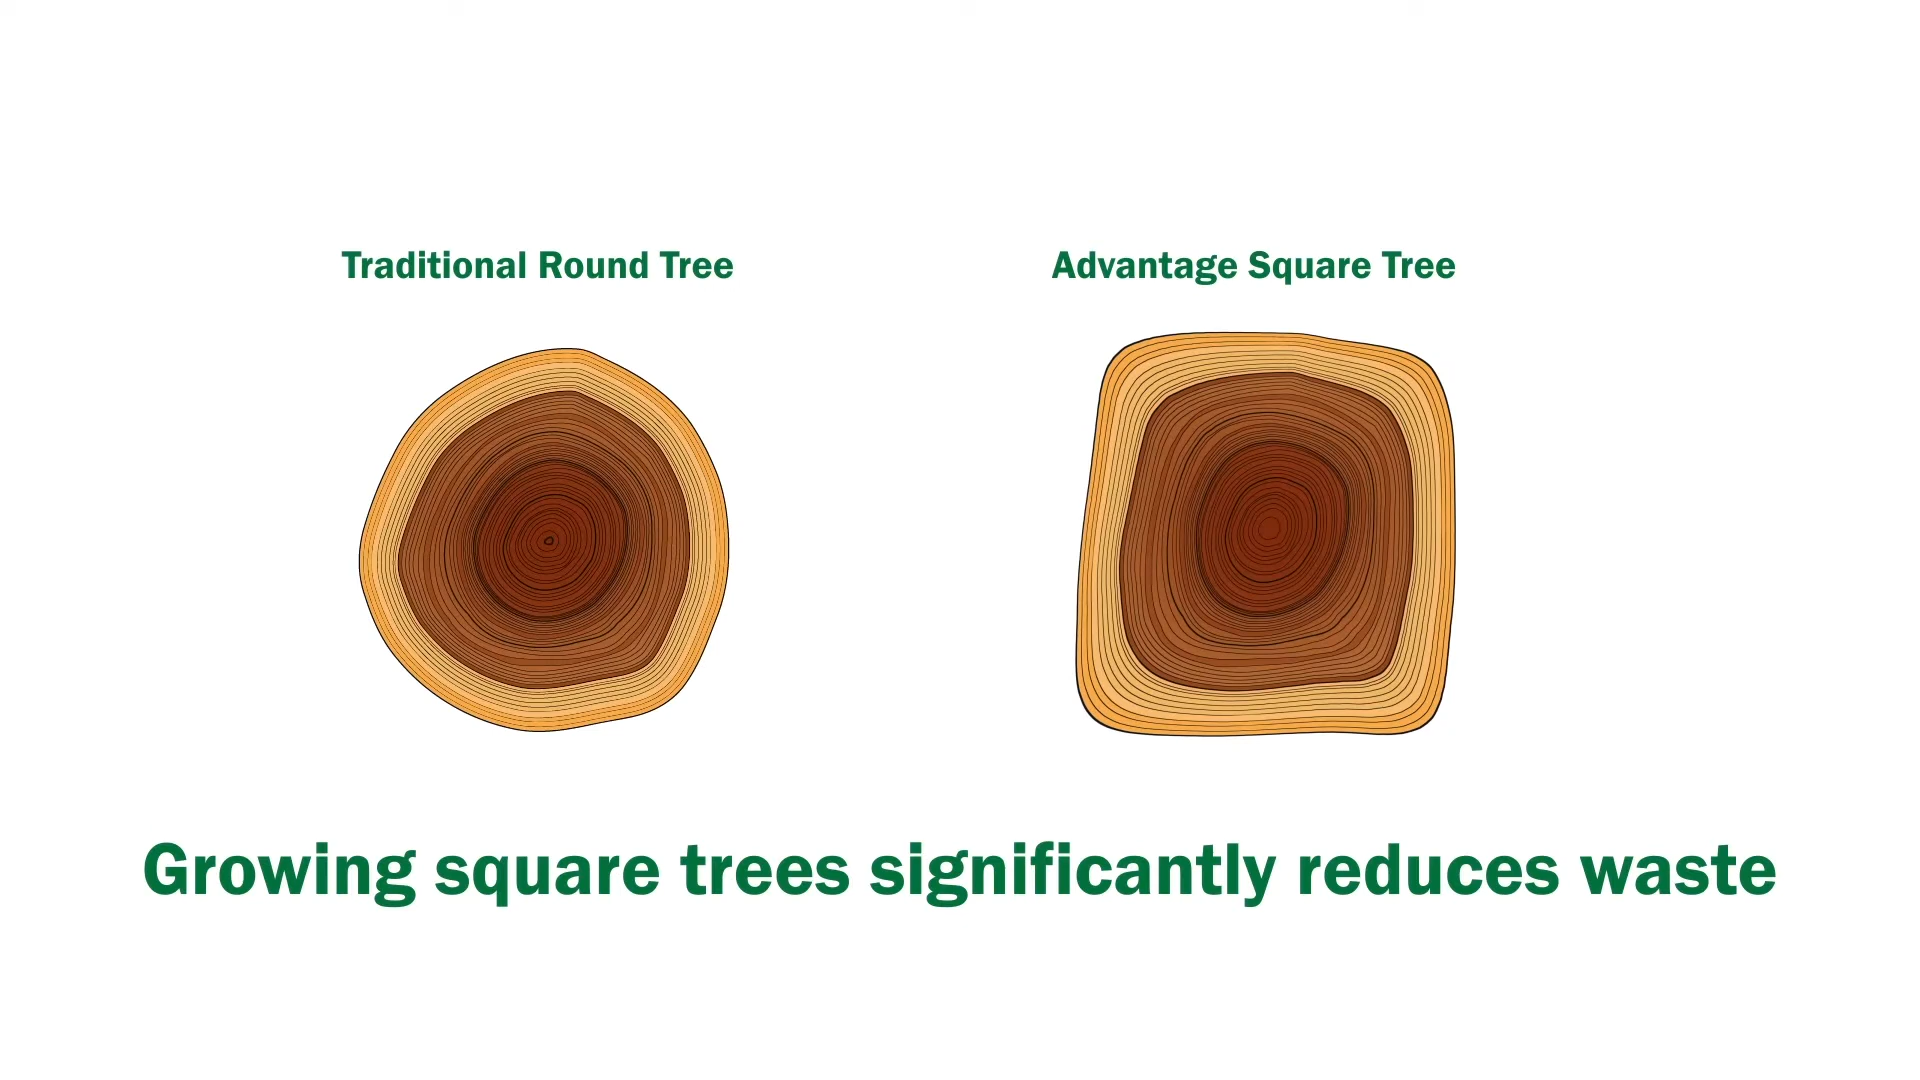 Traditional Round Tree
Advantage Square Tree
Growing square trees significantly reduces waste